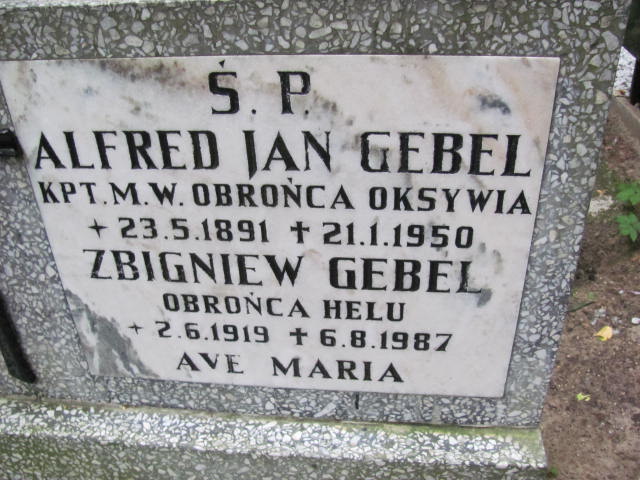 Ś. P.
ALFRED JAN GEBEL
KPT. M. W. OBROŃCA OKSYWIA
+ 23.5.1891 ✝ 21.1.1950
ZBIGNIEW GEBEL
OBROŃCA HELU
+ 2.6.1919 ✝ 6.8.1987
AVE MARIA